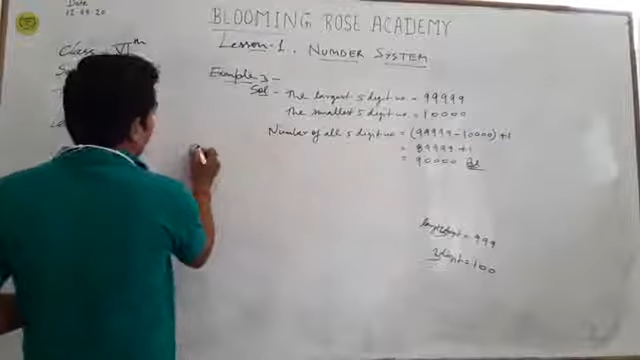 Date
12-04-20
BLOOMING ROSE ACADEMY
Class - VIth
Lesson-1, NUMBER SYSTEM
Example 3 -
Sol - The largest 5 digit no. = 99999
The smallest 5 digit no. = 10000
Number of all 5 digit no = (99999 - 10000) + 1
= 89999 + 1
= 90000
= 999
= 100